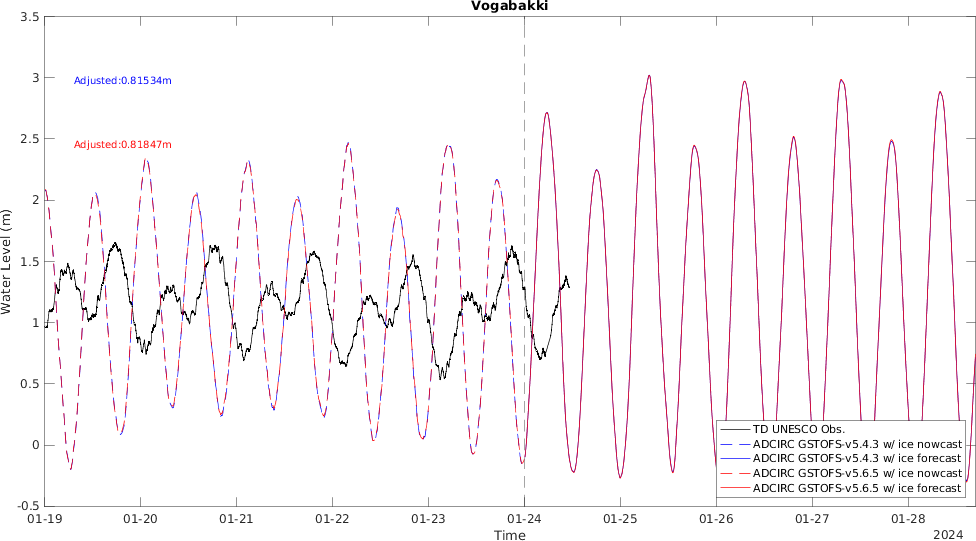 Vogabakki
3.5
3
2.5
2
1.5
1
0.5
0
-0.5
Water Level (m)
Adjusted:0.81534m
Adjusted:0.81847m
TD UNESCO Obs.
ADCIRC GSTOFS-v5.4.3 w/ ice nowcast
ADCIRC GSTOFS-v5.4.3 w/ ice forecast
ADCIRC GSTOFS-v5.6.5 w/ ice nowcast
ADCIRC GSTOFS-v5.6.5 w/ ice forecast
01-19 01-20 01-21 01-22 01-23 01-24 01-25 01-26 01-27 01-28
Time
2024